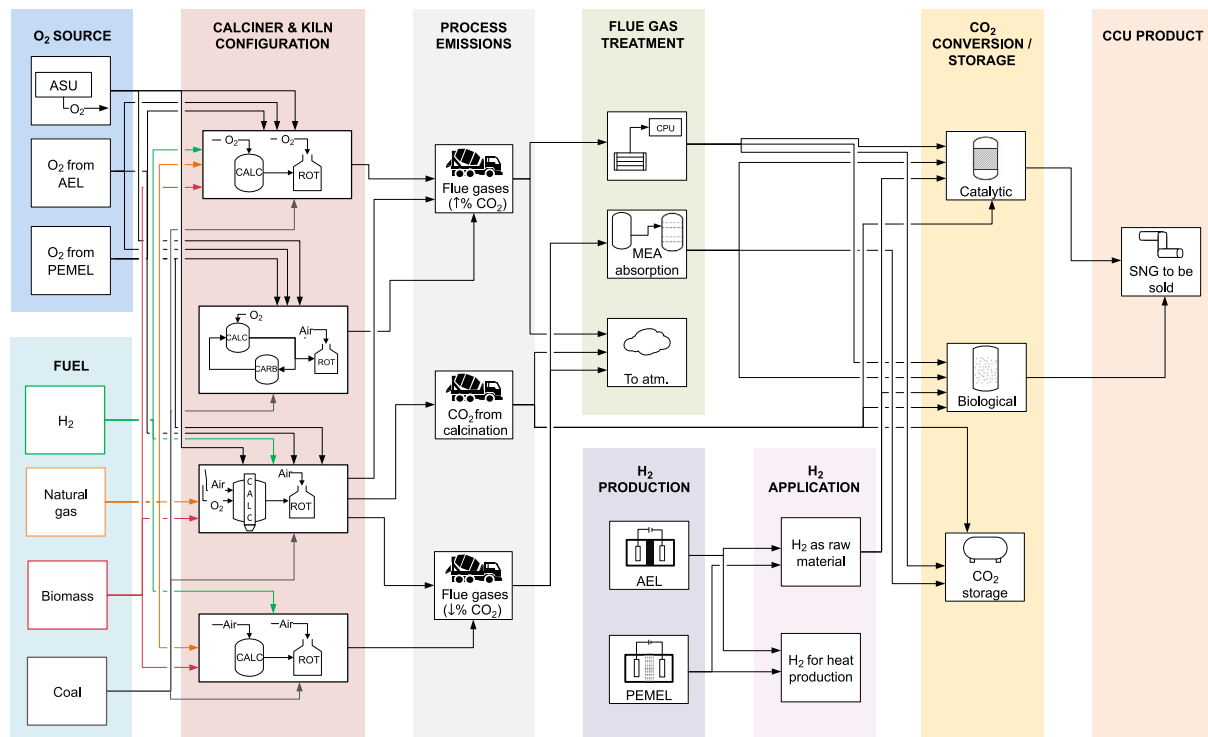 O₂ SOURCE
ASU
O₂
O₂ from
AEL
O₂ from
PEMEL
FUEL
H₂
Natural
gas
Biomass
Coal
CALCINER & KILN
CONFIGURATION
O₂
O₂
CALC
ROT
O₂
Air
CALC
CARB
ROT
Air
O₂
CALC
Air
ROT
Air
Air
CALC
ROT
PROCESS
EMISSIONS
Flue gases
(↑% CO₂)
CO₂ from
calcination
Flue gases
(↓% CO₂)
FLUE GAS
TREATMENT
CPU
MEA
absorption
To atm.
H₂
PRODUCTION
AEL
PEMEL
H₂
APPLICATION
H₂ as raw
material
H₂ for heat
production
CO₂
CONVERSION /
STORAGE
Catalytic
Biological
CO₂
storage
CCU PRODUCT
SNG to be
sold